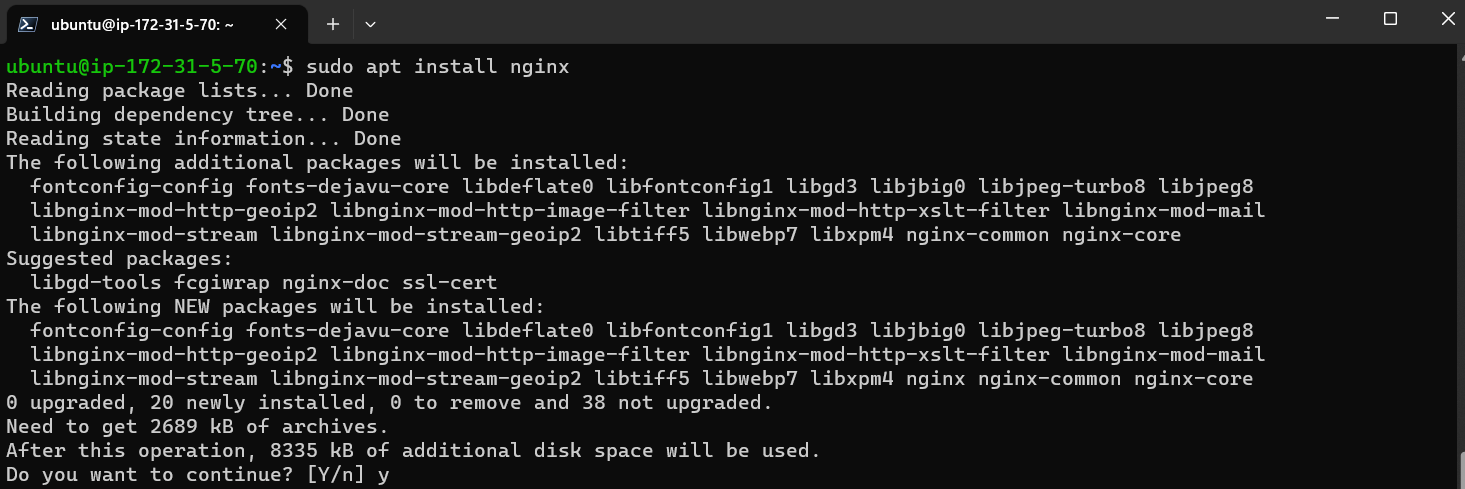 ubuntu@ip-172-31-5-70: ~
ubuntu@ip-172-31-5-70:~$ sudo apt install nginx
Reading package lists... Done
Building dependency tree... Done
Reading state information... Done
The following additional packages will be installed:
  fontconfig-config fonts-dejavu-core libdeflate0 libfontconfig1 libgd3 libjbig0 libjpeg-turbo8 libjpeg8
  libnginx-mod-http-geoip2 libnginx-mod-http-image-filter libnginx-mod-http-xslt-filter libnginx-mod-mail
  libnginx-mod-stream libnginx-mod-stream-geoip2 libtiff5 libwebp7 libxpm4 nginx-common nginx-core
Suggested packages:
  libgd-tools fcgiwrap nginx-doc ssl-cert
The following NEW packages will be installed:
  fontconfig-config fonts-dejavu-core libdeflate0 libfontconfig1 libgd3 libjbig0 libjpeg-turbo8 libjpeg8
  libnginx-mod-http-geoip2 libnginx-mod-http-image-filter libnginx-mod-http-xslt-filter libnginx-mod-mail
  libnginx-mod-stream libnginx-mod-stream-geoip2 libtiff5 libwebp7 libxpm4 nginx nginx-common nginx-core
0 upgraded, 20 newly installed, 0 to remove and 38 not upgraded.
Need to get 2689 kB of archives.
After this operation, 8335 kB of additional disk space will be used.
Do you want to continue? [Y/n] y